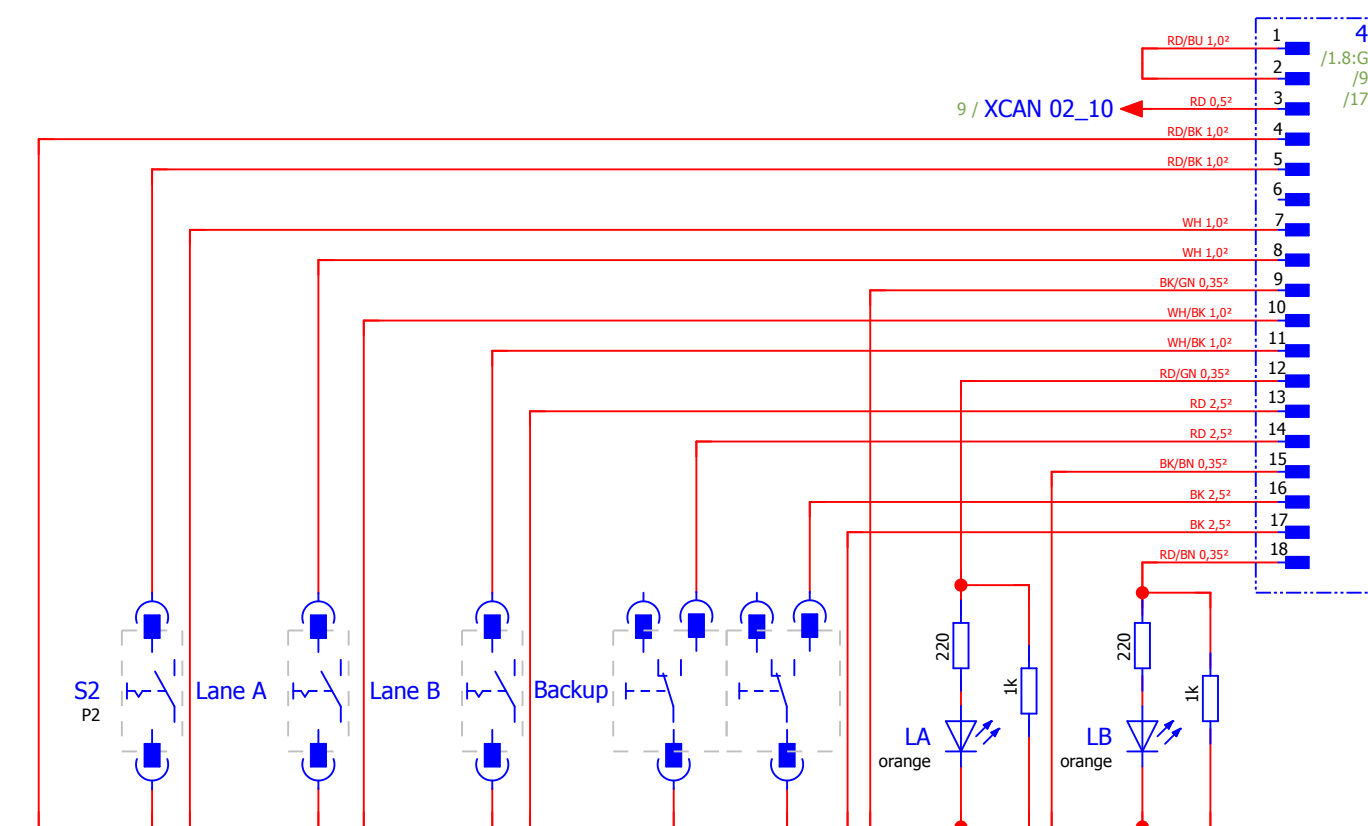 RD/BU 1,0² 1 4
/1.8:G
2 /9
9 / XCAN 02_10 RD 0,5² 3 /17
RD/BK 1,0² 4
RD/BK 1,0² 5
6
WH 1,0² 7
WH 1,0² 8
BK/GN 0,35² 9
WH/BK 1,0² 10
WH/BK 1,0² 11
RD/GN 0,35² 12
RD 2,5² 13
RD 2,5² 14
BK/BN 0,35² 15
BK 2,5² 16
BK 2,5² 17
RD/BN 0,35² 18
220 220
S2 Lane A Lane B Backup 1k 1k
P2
LA LB
orange orange